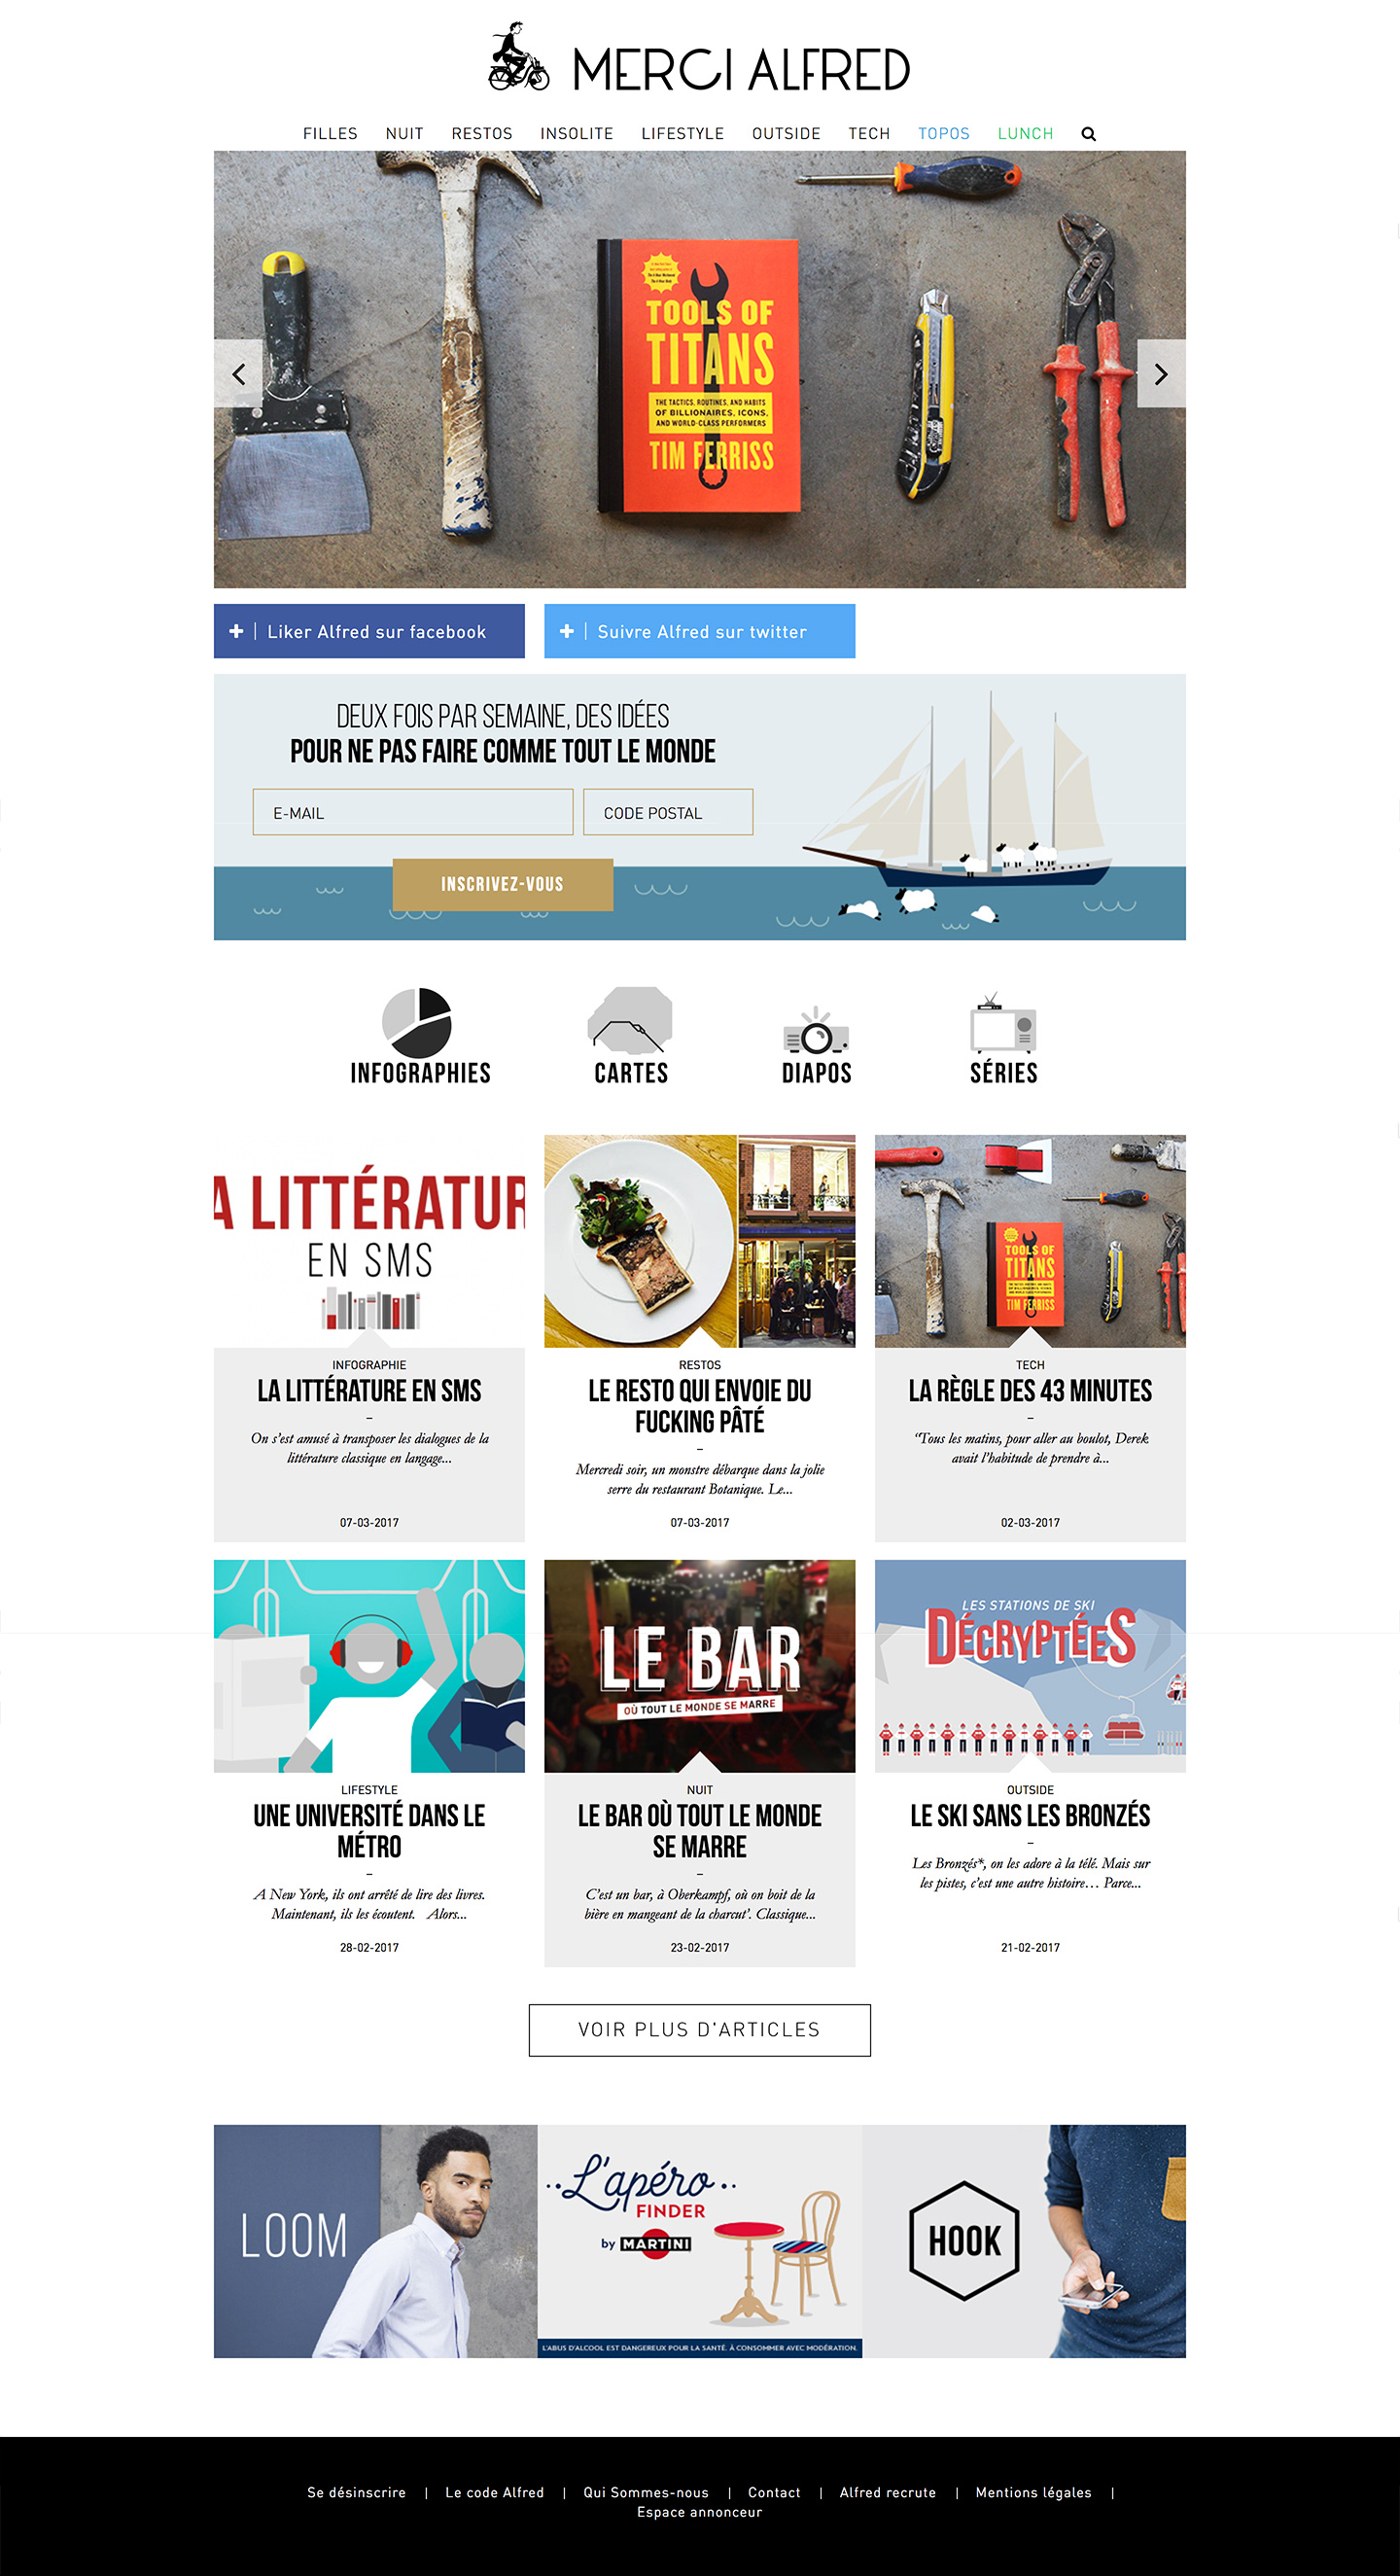 MERCI ALFRED
FILLES NUIT RESTOS INSOLITE LIFESTYLE OUTSIDE TECH TOPOS LUNCH
TOOLS OF
TITANS
THE TACTICS, ROUTINES, AND HABITS
OF BILLIONAIRES, ICONS,
AND WORLD-CLASS PERFORMERS
TIM FERRISS
+ | Liker Alfred sur facebook
+ | Suivre Alfred sur twitter
DEUX FOIS PAR SEMAINE, DES IDÉES
POUR NE PAS FAIRE COMME TOUT LE MONDE
E-MAIL
CODE POSTAL
INSCRIVEZ-VOUS
INFOGRAPHIES
CARTES
DIAPOS
SÉRIES
A LITTÉRATUR
EN SMS
INFOGRAPHIE
LA LITTÉRATURE EN SMS
–
On s'est amusé à transposer les dialogues de la
littérature classique en langage...
07-03-2017
RESTOS
LE RESTO QUI ENVOIE DU
FUCKING PÂTÉ
–
Mercredi soir, un monstre débarque dans la jolie
serre du restaurant Botanique. Le...
07-03-2017
TOOLS OF
TITANS
TIM FERRISS
TECH
LA RÈGLE DES 43 MINUTES
–
“Tous les matins, pour aller au boulot, Derek
avait l'habitude de prendre à...
02-03-2017
LIFESTYLE
UNE UNIVERSITÉ DANS LE
MÉTRO
–
A New York, ils ont arrêté de lire des livres.
Maintenant, ils les écoutent. Alors...
28-02-2017
LE BAR
OÙ TOUT LE MONDE SE MARRE
NUIT
LE BAR OÙ TOUT LE MONDE
SE MARRE
–
C'est un bar, à Oberkampf, où on boit de la
bière en mangeant de la charcut'. Classique...
23-02-2017
LES STATIONS DE SKI
DÉCRYPTÉES
OUTSIDE
LE SKI SANS LES BRONZÉS
–
Les Bronzés*, on les adore à la télé. Mais sur
les pistes, c'est une autre histoire… Parce...
21-02-2017
VOIR PLUS D'ARTICLES
LOOM
L'apéro
FINDER
by MARTINI
L'ABUS D'ALCOOL EST DANGEREUX POUR LA SANTÉ. À CONSOMMER AVEC MODÉRATION.
HOOK
Se désinscrire | Le code Alfred | Qui Sommes-nous | Contact | Alfred recrute | Mentions légales |
Espace annonceur